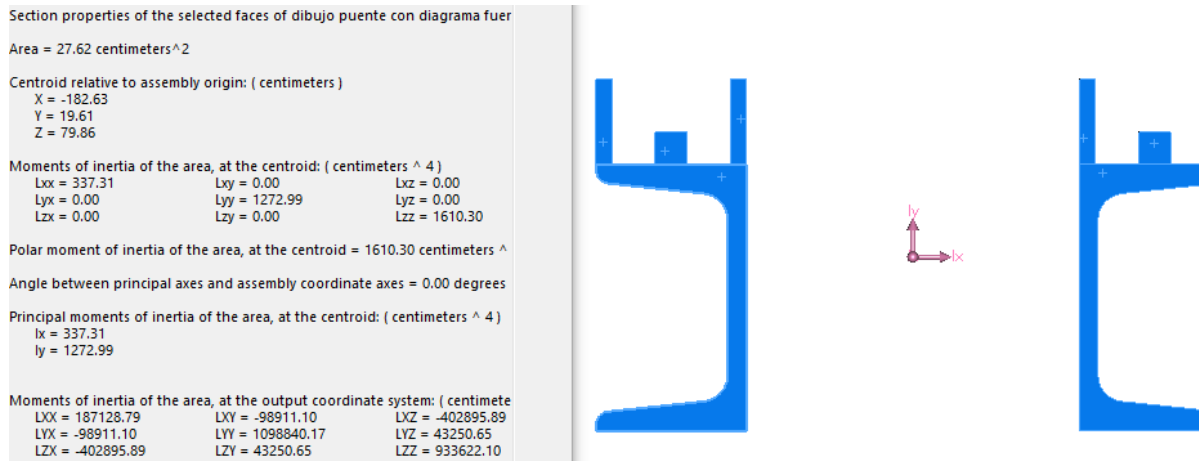 Section properties of the selected faces of dibujo puente con diagrama fuer
Area = 27.62 centimeters^2
Centroid relative to assembly origin: ( centimeters )
X = -182.63
Y = 19.61
Z = 79.86
Moments of inertia of the area, at the centroid: ( centimeters ^ 4 )
Lxx = 337.31 Lxy = 0.00 Lxz = 0.00
Lyx = 0.00 Lyy = 1272.99 Lyz = 0.00
Lzx = 0.00 Lzy = 0.00 Lzz = 1610.30
Polar moment of inertia of the area, at the centroid = 1610.30 centimeters ^
Angle between principal axes and assembly coordinate axes = 0.00 degrees
Principal moments of inertia of the area, at the centroid: ( centimeters ^ 4 )
Ix = 337.31
Iy = 1272.99
Moments of inertia of the area, at the output coordinate system: ( centimete
LXX = 187128.79 LXY = -98911.10 LXZ = -402895.89
LYX = -98911.10 LYY = 1098840.17 LYZ = 43250.65
LZX = -402895.89 LZY = 43250.65 LZZ = 933622.10
Iy
Ix